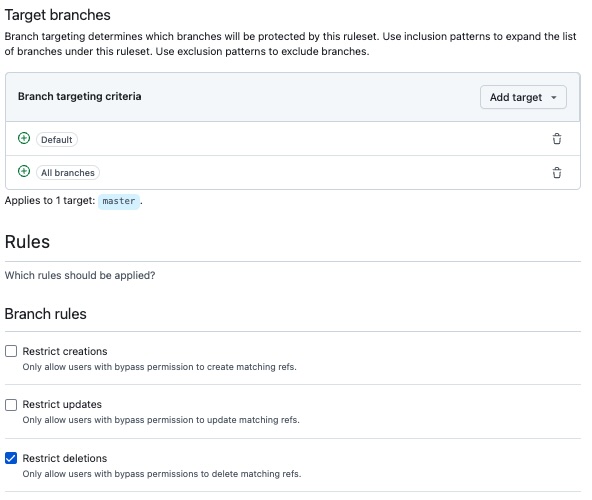 Target branches
Branch targeting determines which branches will be protected by this ruleset. Use inclusion patterns to expand the list
of branches under this ruleset. Use exclusion patterns to exclude branches.
Branch targeting criteria
Add target
Default
All branches
Applies to 1 target: master.
Rules
Which rules should be applied?
Branch rules
Restrict creations
Only allow users with bypass permission to create matching refs.
Restrict updates
Only allow users with bypass permission to update matching refs.
Restrict deletions
Only allow users with bypass permissions to delete matching refs.